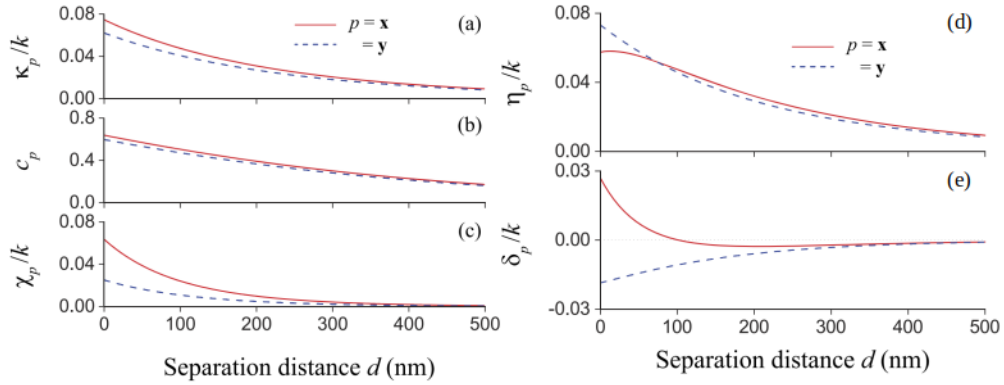 (a)
p = x
= y
κp/k
0.08
0.04
0.00
(b)
cp
0.8
0.4
0.0
(c)
χp/k
0.08
0.04
0.00
0 100 200 300 400 500
Separation distance d (nm)
(d)
p = x
= y
ηp/k
0.08
0.04
0.00
(e)
δp/k
0.03
0.00
-0.03
0 100 200 300 400 500
Separation distance d (nm)